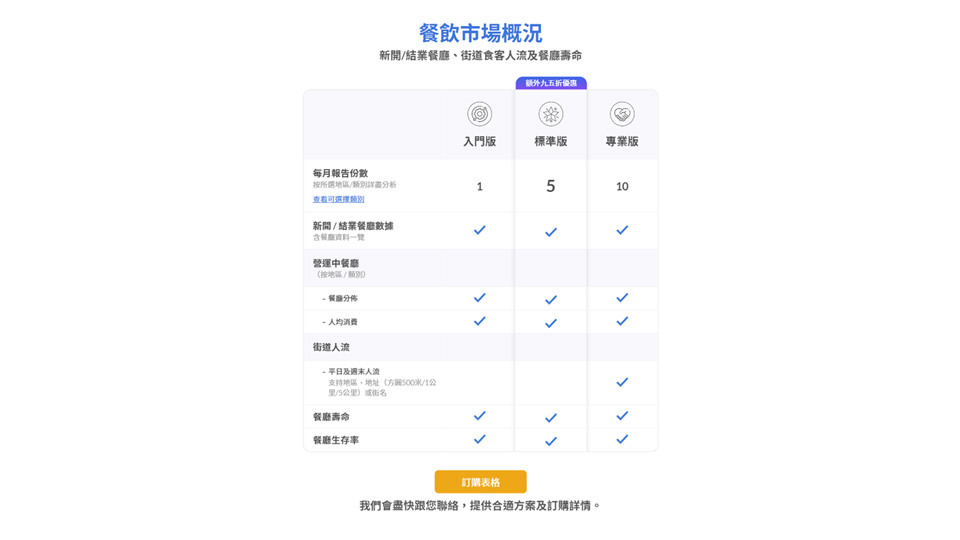 餐飲市場概況
新開/結業餐廳、街道食客人流及餐廳壽命
額外九五折優惠
入門版
標準版
專業版
每月報告份數
按所選地區/類別詳盡分析
查看可選擇類別
1
5
10
新開 / 結業餐廳數據
含餐廳資料一覽
營運中餐廳
（按地區 / 類別）
– 餐廳分佈
– 人均消費
街道人流
– 平日及週末人流
支持地區、地址（方圓500米/1公
里/5公里）或街名
餐廳壽命
餐廳生存率
訂購表格
我們會盡快跟您聯絡，提供合適方案及訂購詳情。